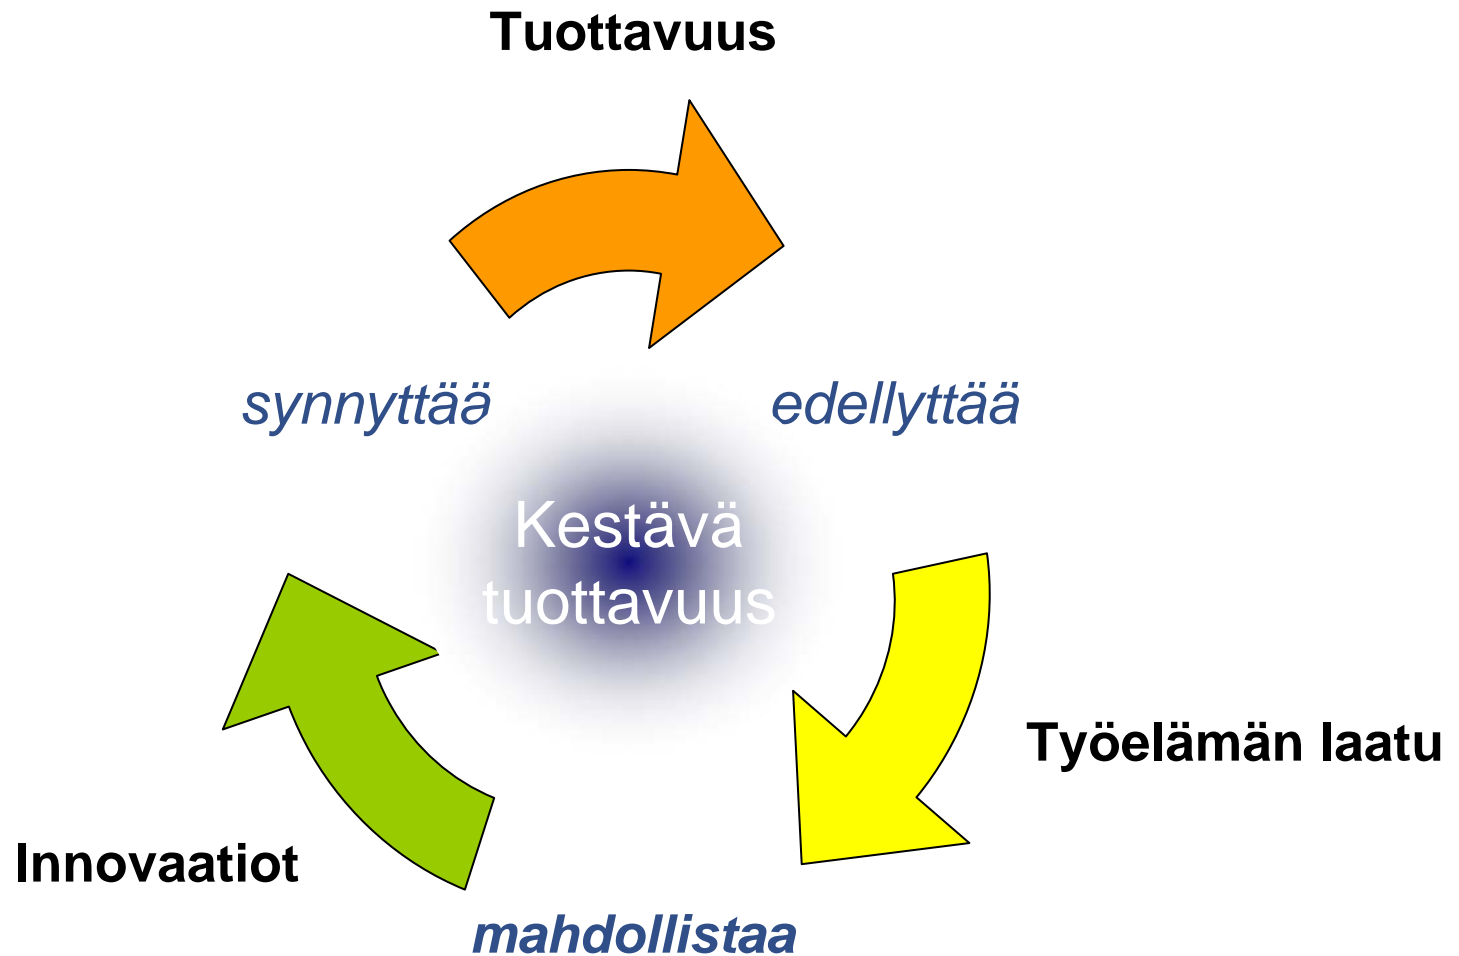 Tuottavuus
synnyttää
edellyttää
Kestävä
tuottavuus
Työelämän laatu
Innovaatiot
mahdollistaa